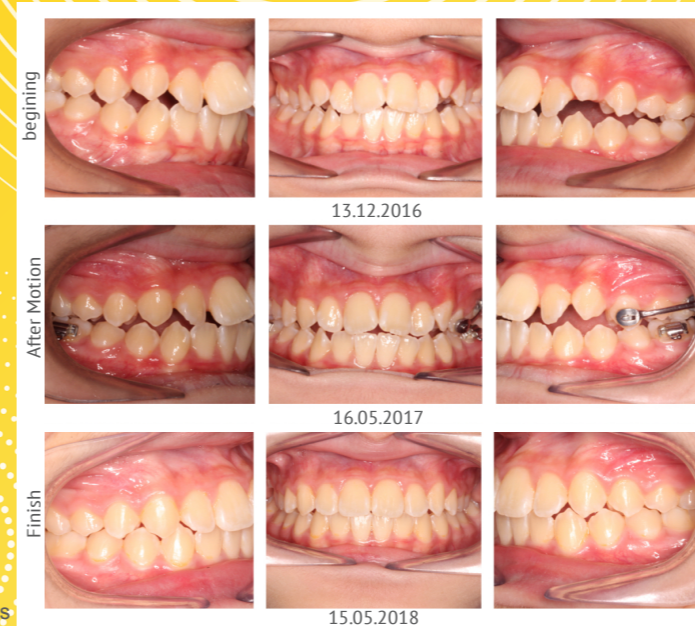 begining
13.12.2016
After Motion
16.05.2017
Finish
15.05.2018
s